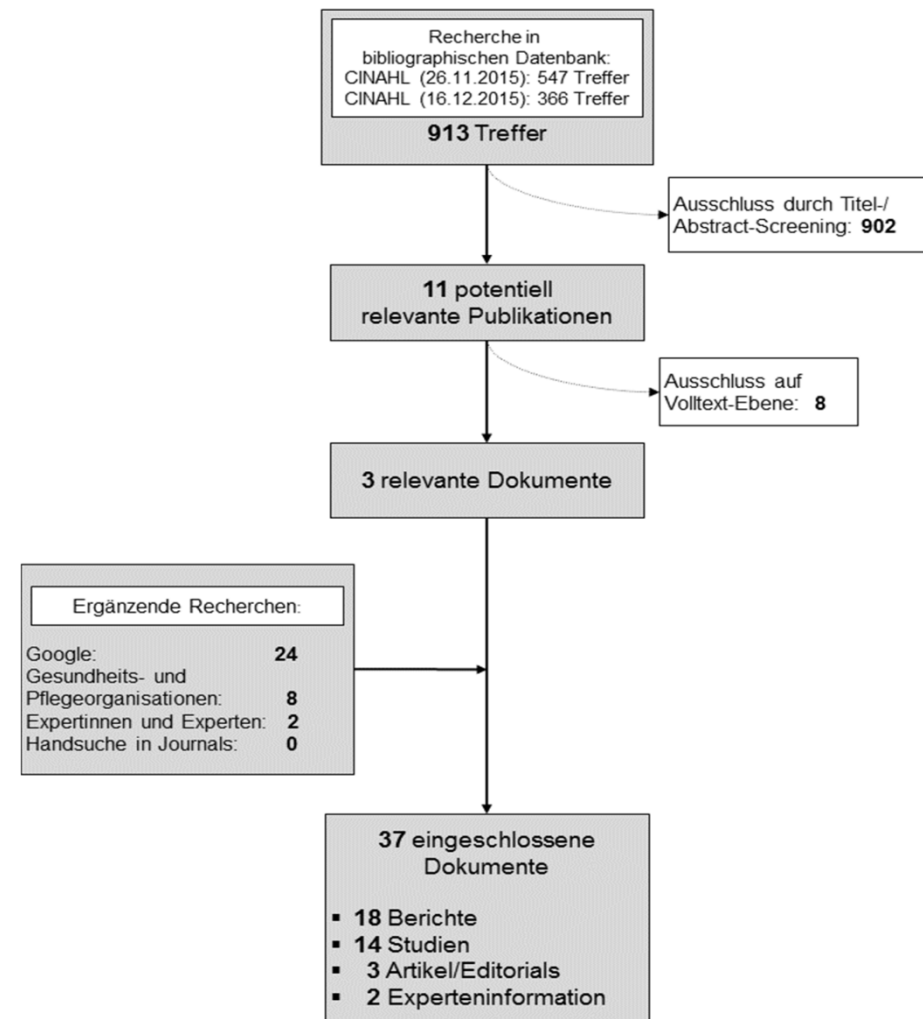 Recherche in
bibliographischen Datenbank:
CINAHL (26.11.2015): 547 Treffer
CINAHL (16.12.2015): 366 Treffer
913 Treffer
Ausschluss durch Titel-/
Abstract-Screening: 902
11 potentiell
relevante Publikationen
Ausschluss auf
Volltext-Ebene: 8
3 relevante Dokumente
Ergänzende Recherchen:
Google: 24
Gesundheits- und
Pflegeorganisationen: 8
Expertinnen und Experten: 2
Handsuche in Journals: 0
37 eingeschlossene
Dokumente
▪ 18 Berichte
▪ 14 Studien
▪ 3 Artikel/Editorials
▪ 2 Experteninformation